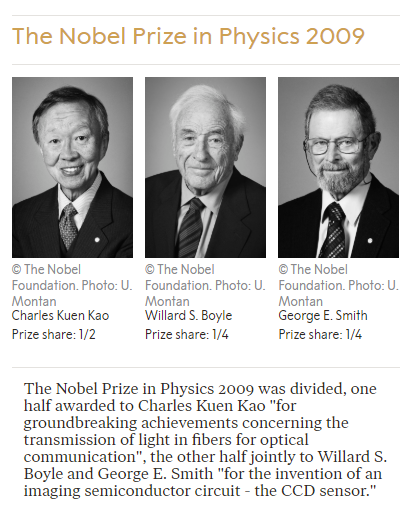 The Nobel Prize in Physics 2009
© The Nobel
Foundation. Photo: U.
Montan
Charles Kuen Kao
Prize share: 1/2
© The Nobel
Foundation. Photo: U.
Montan
Willard S. Boyle
Prize share: 1/4
© The Nobel
Foundation. Photo: U.
Montan
George E. Smith
Prize share: 1/4
The Nobel Prize in Physics 2009 was divided, one
half awarded to Charles Kuen Kao "for
groundbreaking achievements concerning the
transmission of light in fibers for optical
communication", the other half jointly to Willard S.
Boyle and George E. Smith "for the invention of an
imaging semiconductor circuit - the CCD sensor."